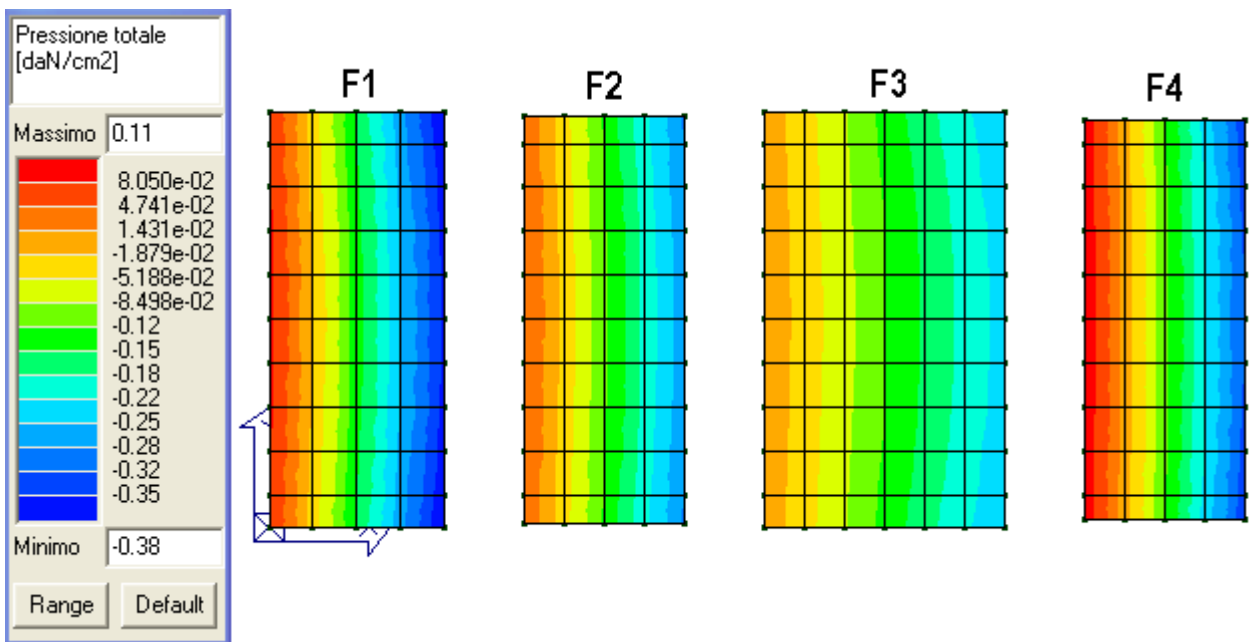 Pressione totale
[daN/cm2]
Massimo 0.11
8.050e-02
4.741e-02
1.431e-02
-1.879e-02
-5.188e-02
-8.498e-02
-0.12
-0.15
-0.18
-0.22
-0.25
-0.28
-0.32
-0.35
Minimo -0.38
Range Default
F1 F2 F3 F4